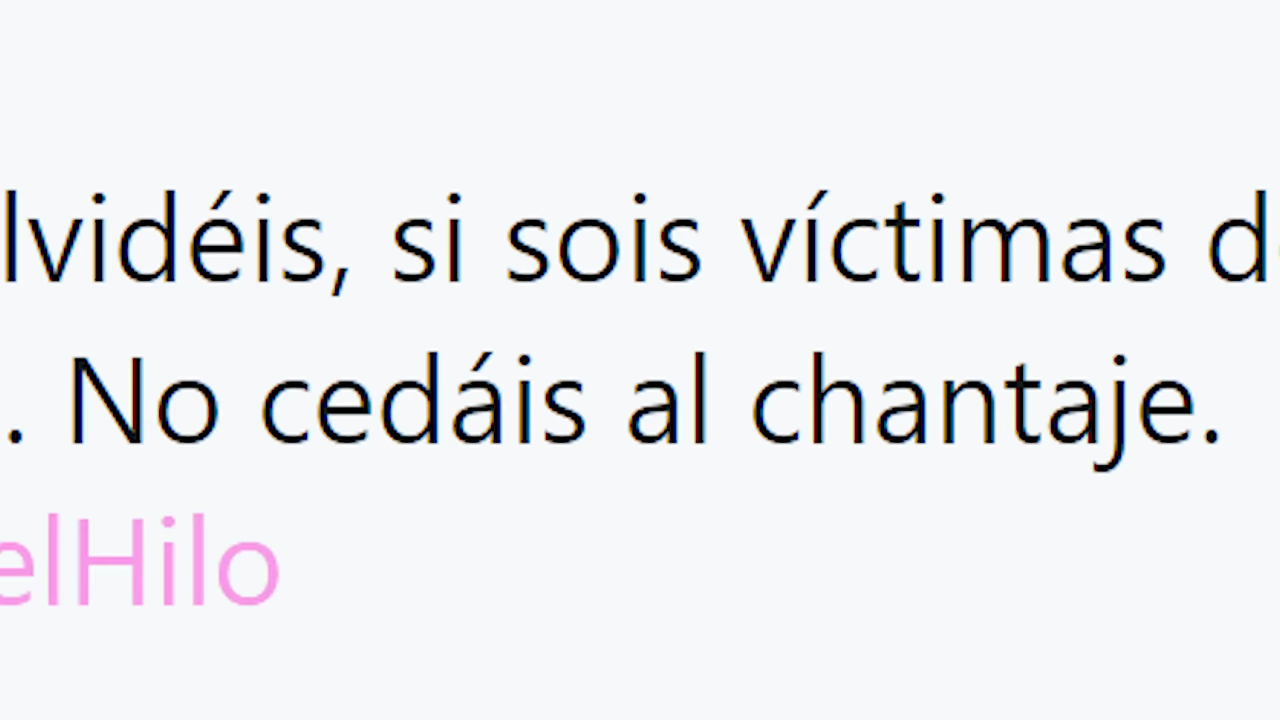 lvidéis, si sois víctimas d
. No cedáis al chantaje.
elHilo